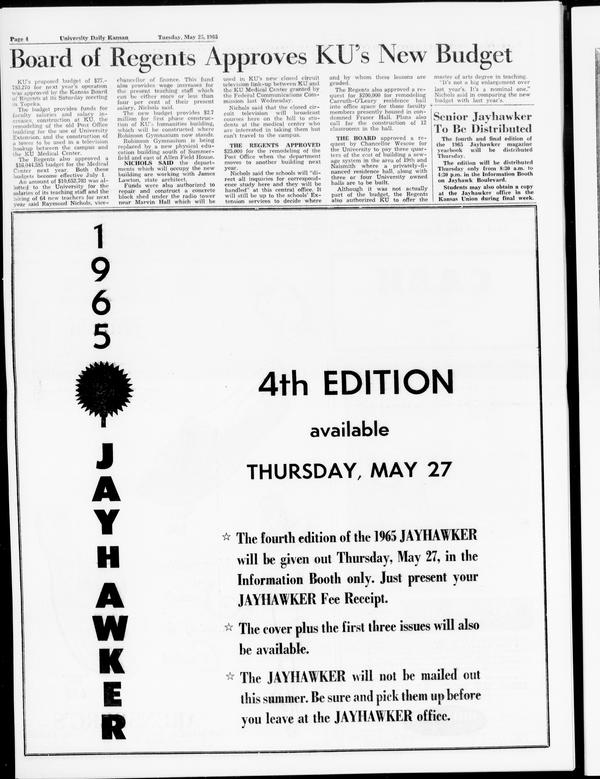 Page 4 University Daily Kansan Tuesday, May 25, 1965
Board of Regents Approves KU's New Budget
KU's proposed budget of $27,-
783,270 for next year's operation
was approved by the Kansas Board
of Regents at its Saturday meeting
in Topeka.
The budget provides funds for
faculty salaries and salary in-
creases, construction at KU, the
remodeling of the old Post Office
building for the use of University
Extension, and the construction of
a tower to be used in a television
linkup between the campus and
the KU Medical Center.
The Regents also approved a
$16,044,585 budget for the Medical
Center next year. Both these
budgets become effective July 1.
An amount of $10,652,703 was al-
lotted to the University for the
salaries of its teaching staff and the
hiring of 64 new teachers for next
year said Raymond Nichols, vice-
chancellor of finance. This fund
also provides wage increases for
the present teaching staff which
can be either more or less than
four per cent of their present
salary, Nichols said.
The new budget provides $2.7
million for first phase construc-
tion of KU's humanities building,
which will be constructed where
Robinson Gymnasium now stands.
Robinson Gymnasium is being
replaced by a new physical edu-
cation building south of Summer-
field and east of Allen Field House.
NICHOLS SAID the depart-
ments which will occupy the new
building are working with James
Lawton, state architect.
Funds were also authorized to
repair and construct a concrete
block shed under the radio tower
near Marvin Hall which will be
used in KU's new closed circuit
television link-up between KU and
the KU Medical Center granted by
the Federal Communications Com-
mission last Wednesday.
Nichols said that the closed cir-
cuit television will broadcast
courses here on the hill to stu-
dents at the medical center who
are interested in taking them but
can't travel to the campus.
THE REGENTS APPROVED
$25,000 for the remodeling of the
Post Office when the department
moves to another building next
year.
Nichols said the schools will "di-
rect all inquiries for correspond-
ence study here and they will be
handled" at this central office. It
will still be up to the schools' Ex-
tension services to decide where
and by whom these lessons are
graded.
The Regents also approved a re-
quest for $200,000 for remodeling
Carruth-O'Leary residence hall
into office space for those faculty
members presently housed in con-
demned Fraser Hall. Plans also
call for the construction of 12
classrooms in the hall.
THE BOARD approved a re-
quest by Chancellor Wescoe for
the University to pay three quar-
ters of the cost of building a sew-
age system in the area of 19th and
Naismith where a privately-fi-
nanced residence hall, along with
three or four University owned
halls are to be built.
Although it was not actually
part of the budget, the Regents
also authorized KU to offer the
master of arts degree in teaching.
"It's not a big enlargement over
last year's. It's a nominal one,"
Nichols said in comparing the new
budget with last year's.
Senior Jayhawker
To Be Distributed
The fourth and final edition of
the 1965 Jayhawker magazine
yearbook will be distributed
Thursday.
The edition will be distributed
Thursday only from 8:20 a.m. to
4:30 p.m. in the Information Booth
on Jayhawk Boulevard.
Students may also obtain a copy
at the Jayhawker office in the
Kansas Union during final week.
1
9
6
5
J
A
Y
H
A
W
K
E
R
4th EDITION
available
THURSDAY, MAY 27
☆ The fourth edition of the 1965 JAYHAWKER
will be given out Thursday, May 27, in the
Information Booth only. Just present your
JAYHAWKER Fee Receipt.
☆ The cover plus the first three issues will also
be available.
☆ The JAYHAWKER will not be mailed out
this summer. Be sure and pick them up before
you leave at the JAYHAWKER office.